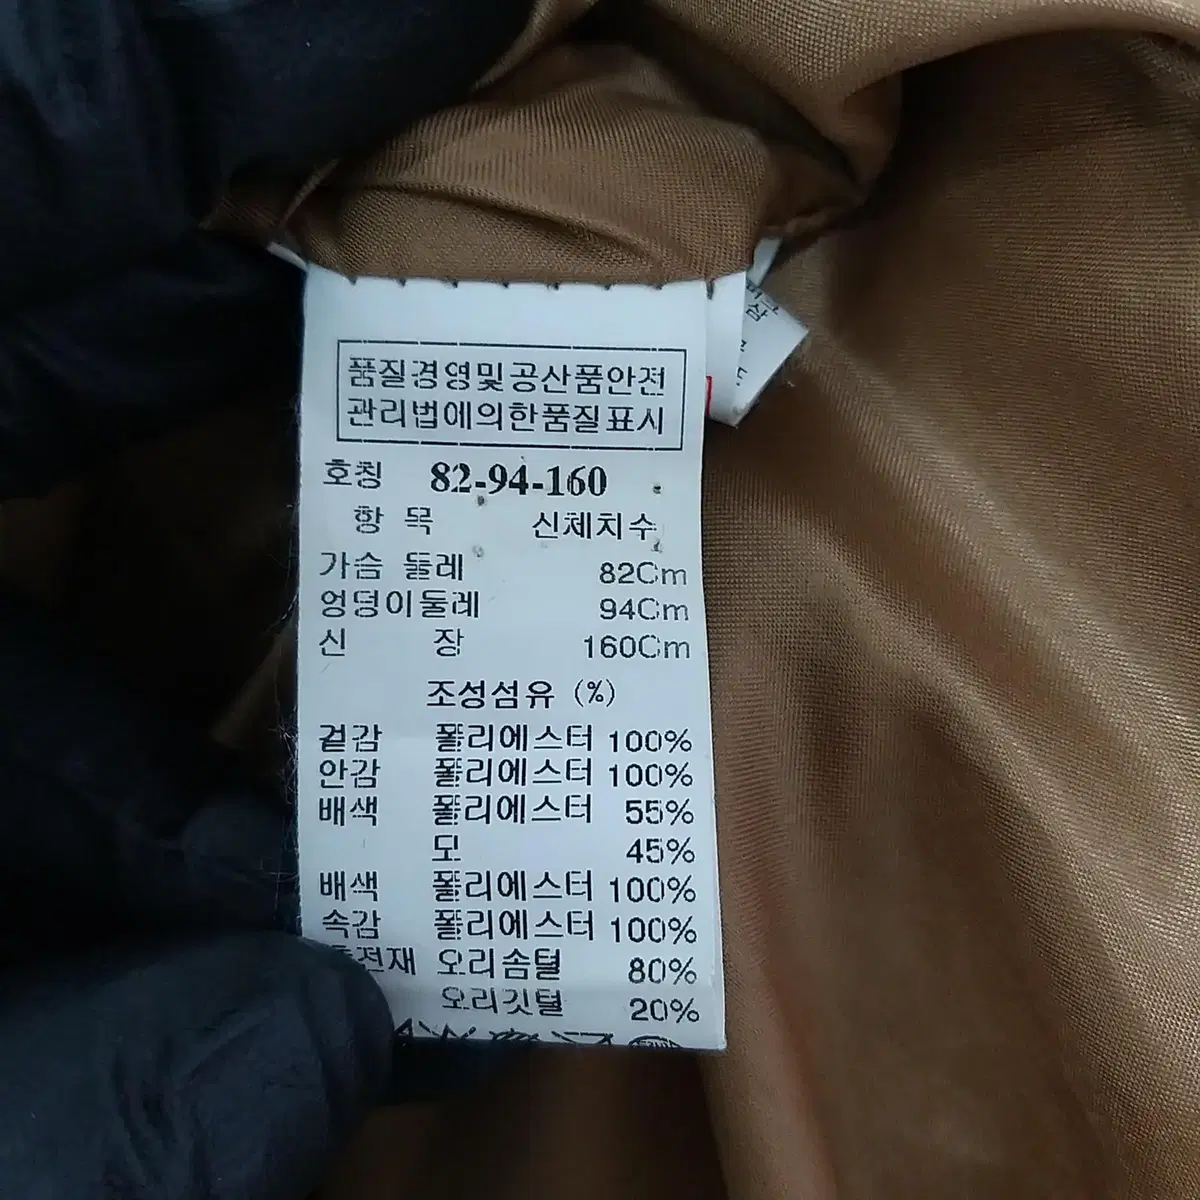 품질경영및공산품안전
관리법에의한품질표시
호칭 82-94-160
항 목 신체치수
가슴 둘레 82Cm
엉덩이둘레 94Cm
신 장 160Cm
조성섬유 (%)
겉감 폴리에스터 100%
안감 폴리에스터 100%
배색 폴리에스터 55%
모 45%
배색 폴리에스터 100%
속감 폴리에스터 100%
전재 오리솜털 80%
오리깃털 20%